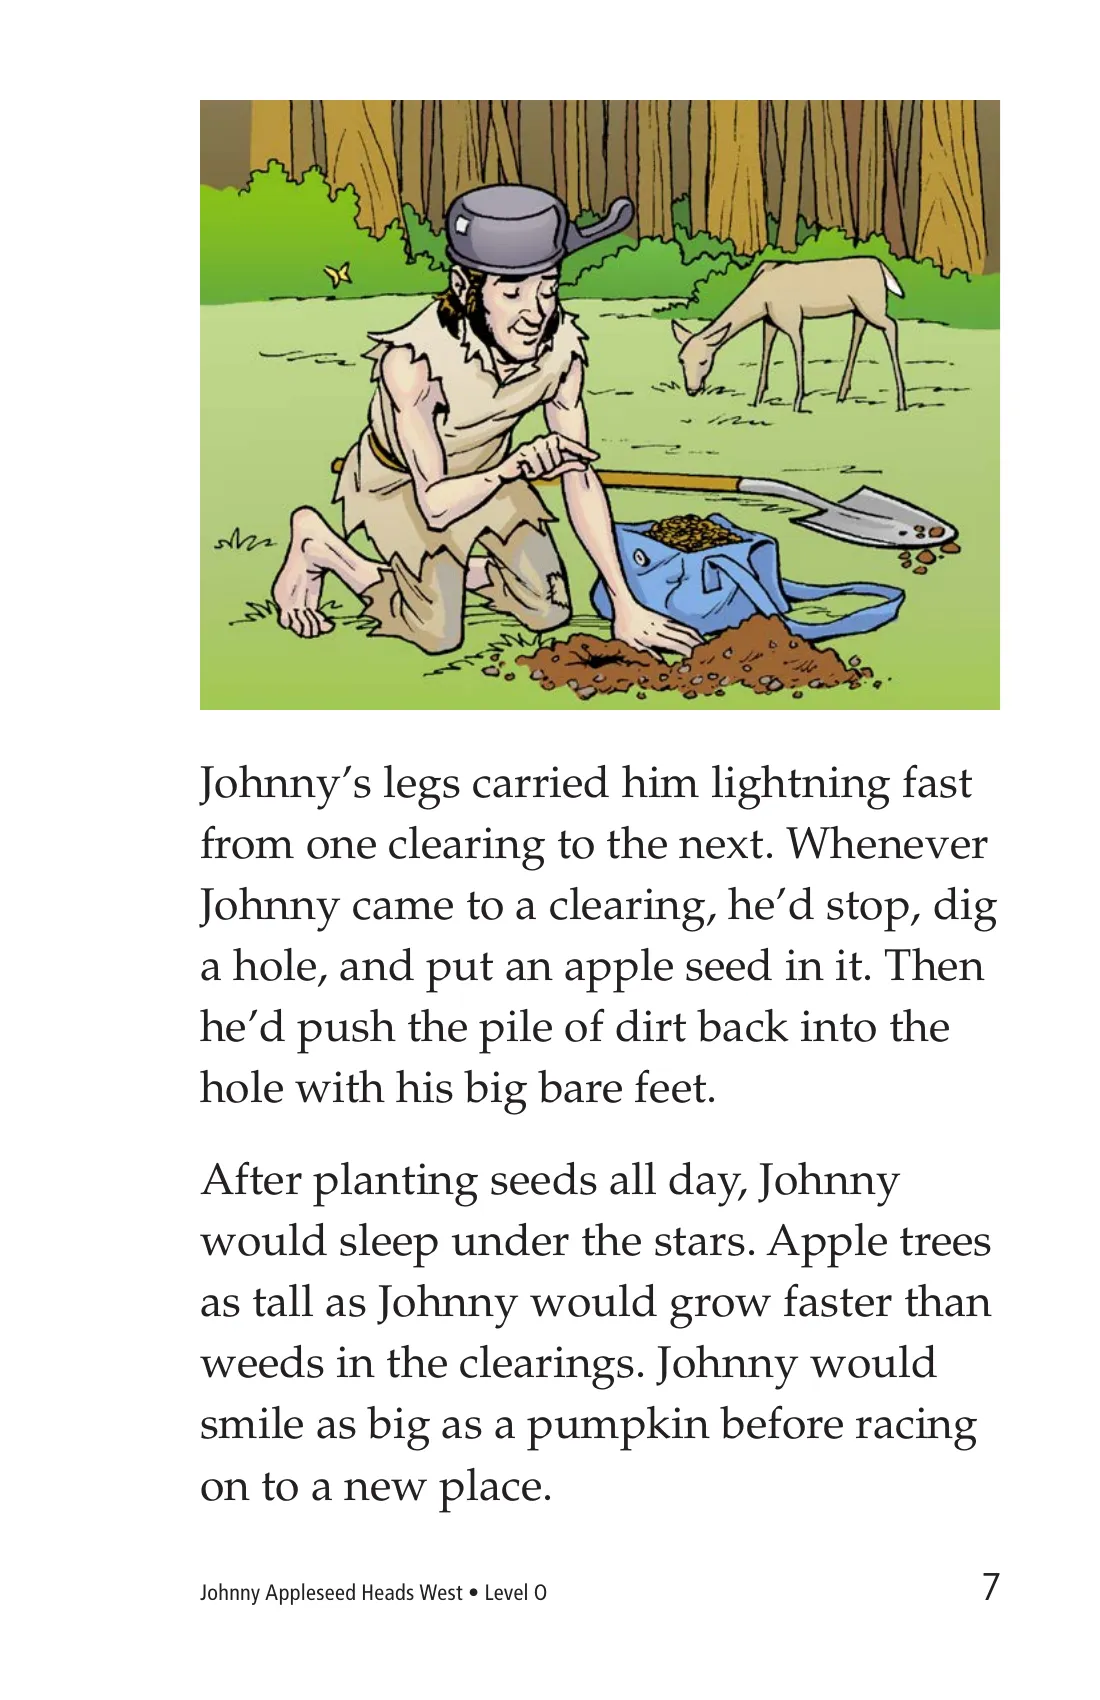 Johnny’s legs carried him lightning fast
from one clearing to the next. Whenever
Johnny came to a clearing, he’d stop, dig
a hole, and put an apple seed in it. Then
he’d push the pile of dirt back into the
hole with his big bare feet.
After planting seeds all day, Johnny
would sleep under the stars. Apple trees
as tall as Johnny would grow faster than
weeds in the clearings. Johnny would
smile as big as a pumpkin before racing
on to a new place.
Johnny Appleseed Heads West • Level O 7